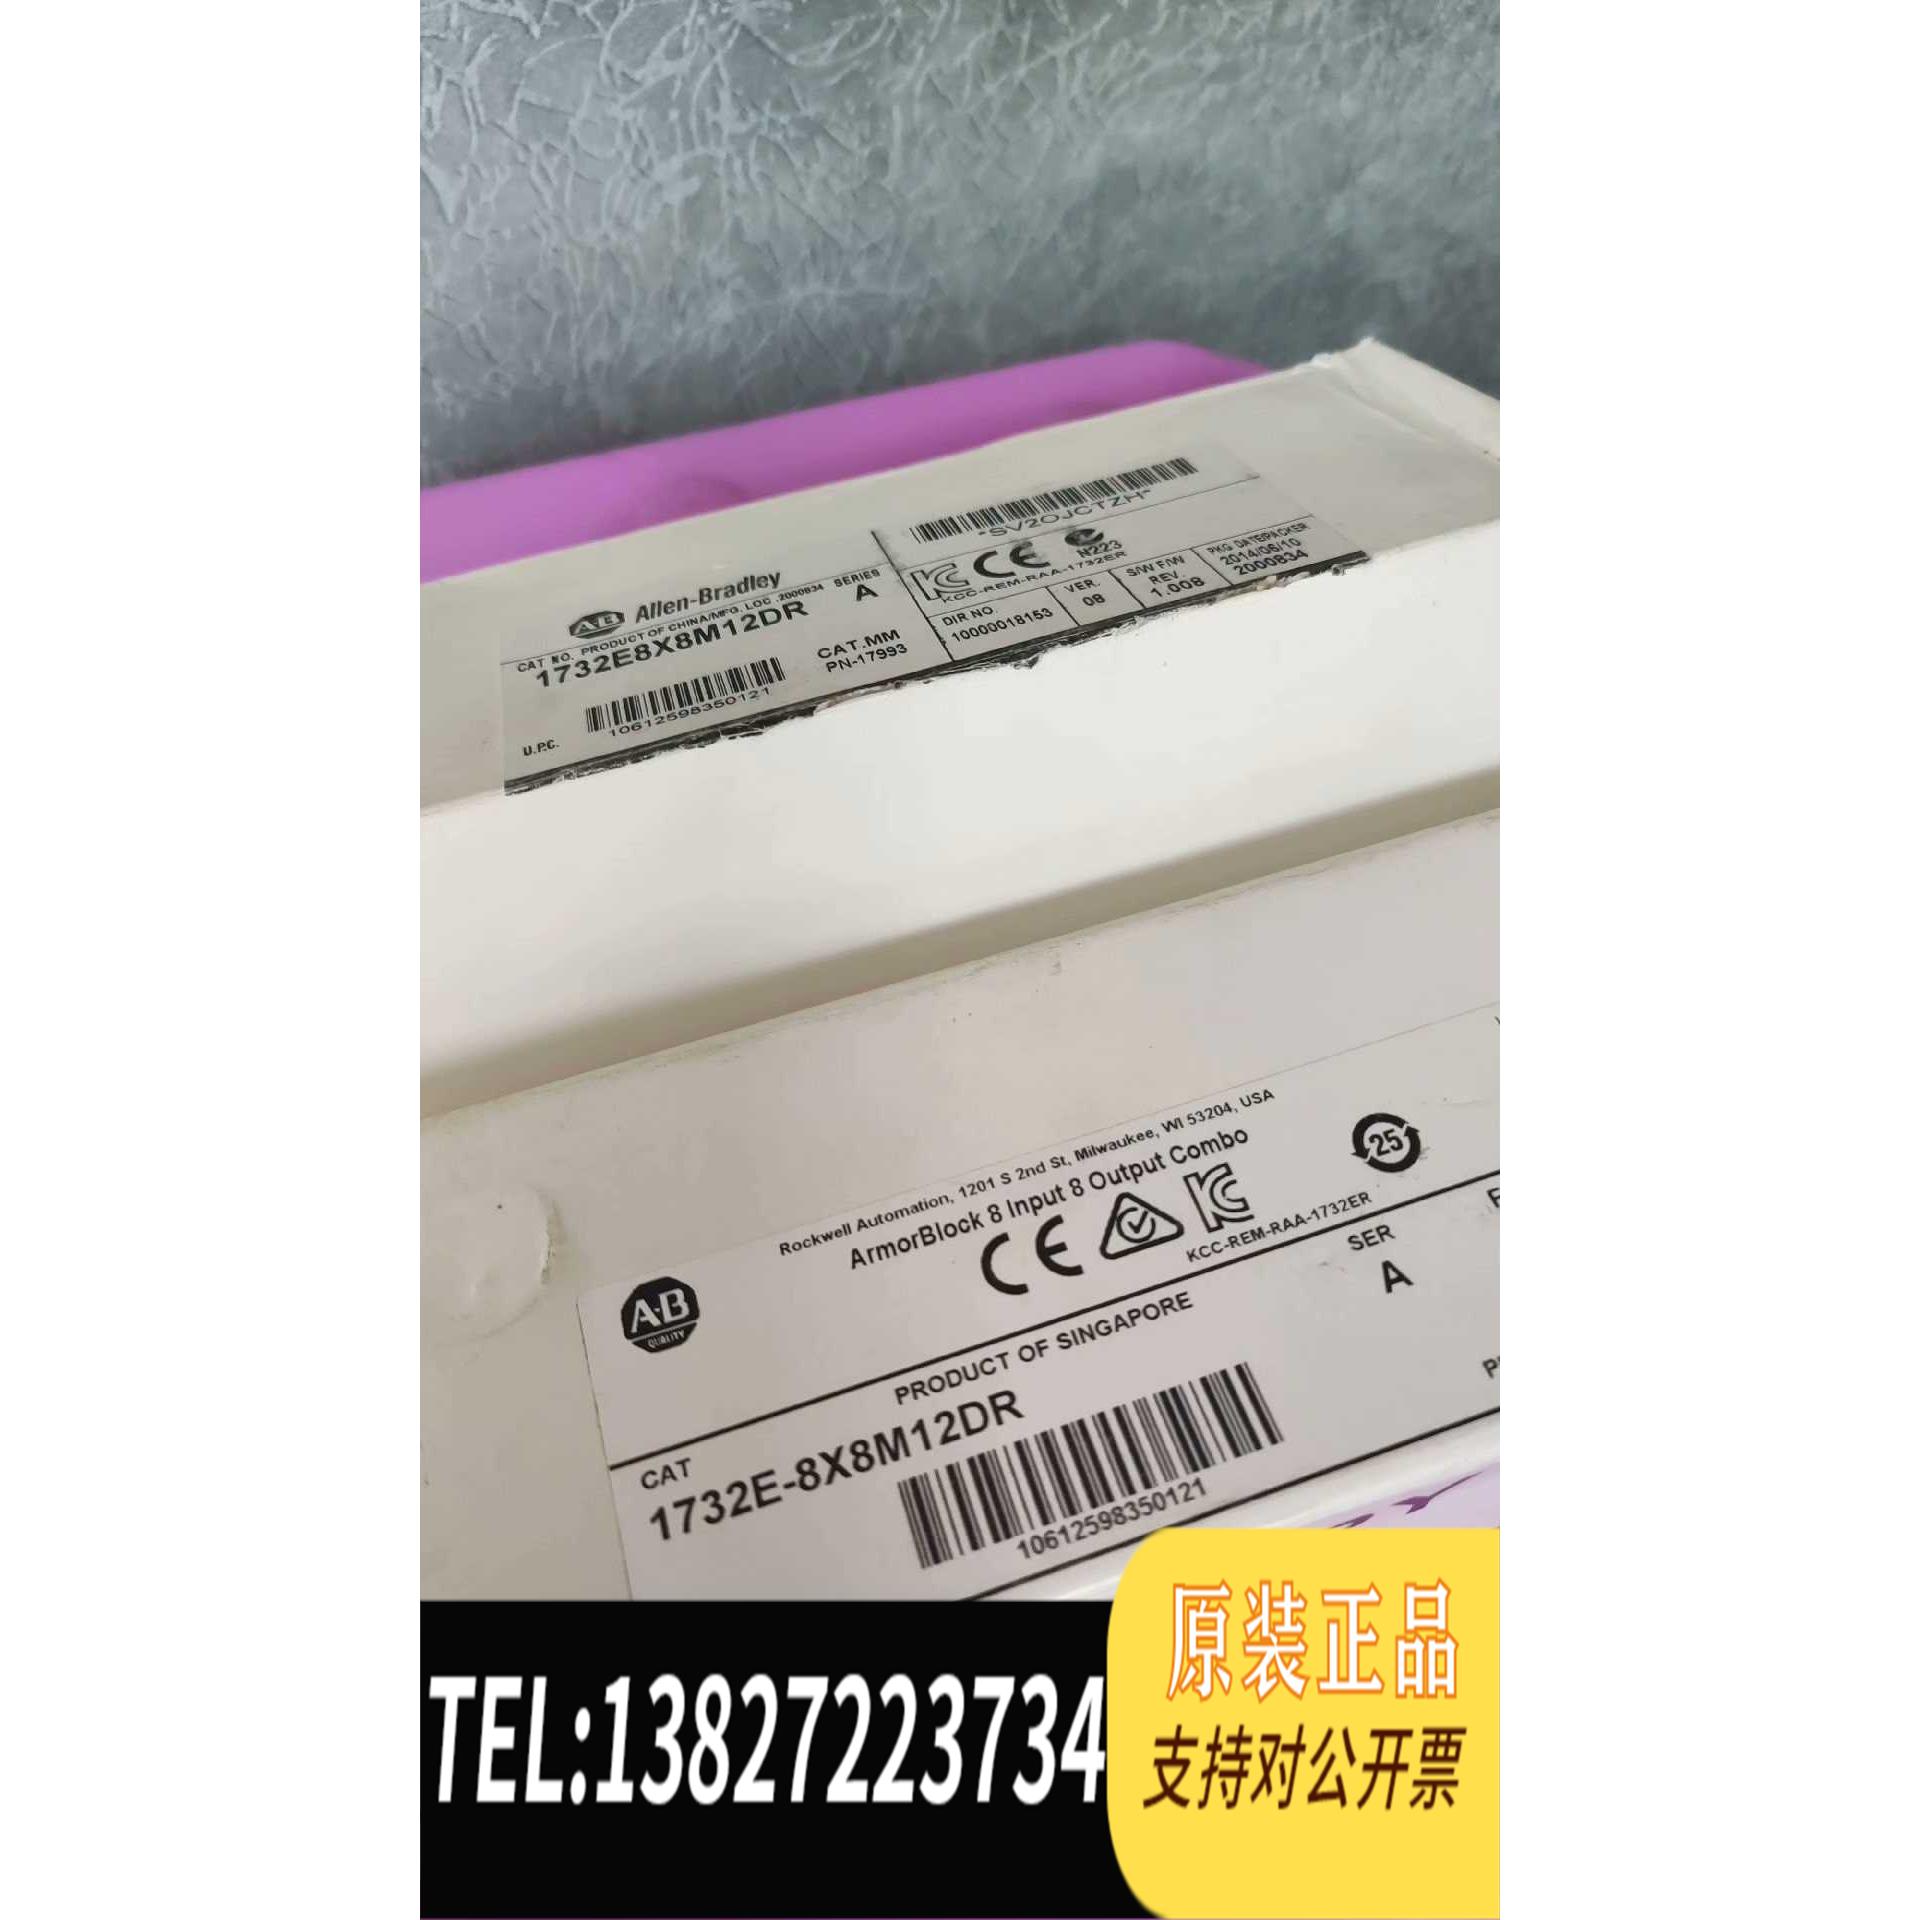 *SV2OJCTZH*
A-B Allen-Bradley
CAT NO. PRODUCT OF CHINA/MFG. LOC .2000834 SERIES
1732E8X8M12DR A
CAT.MM
PN-17993
U.P.C.
10612598350121
N223
KCC-REM-RAA-1732ER
DIR NO.
10000018153
VER.
08
S/W F/W
REV.
1.008
PKG DATE/PACKER
2014/06/10
2000834
Rockwell Automation, 1201 S 2nd St, Milwaukee, WI 53204, USA
ArmorBlock 8 Input 8 Output Combo
25
KCC-REM-RAA-1732ER
A-B
QUALITY
PRODUCT OF SINGAPORE
SER
A
CAT
1732E-8X8M12DR
10612598350121
原装正品
支持对公开票
TEL:13827223734